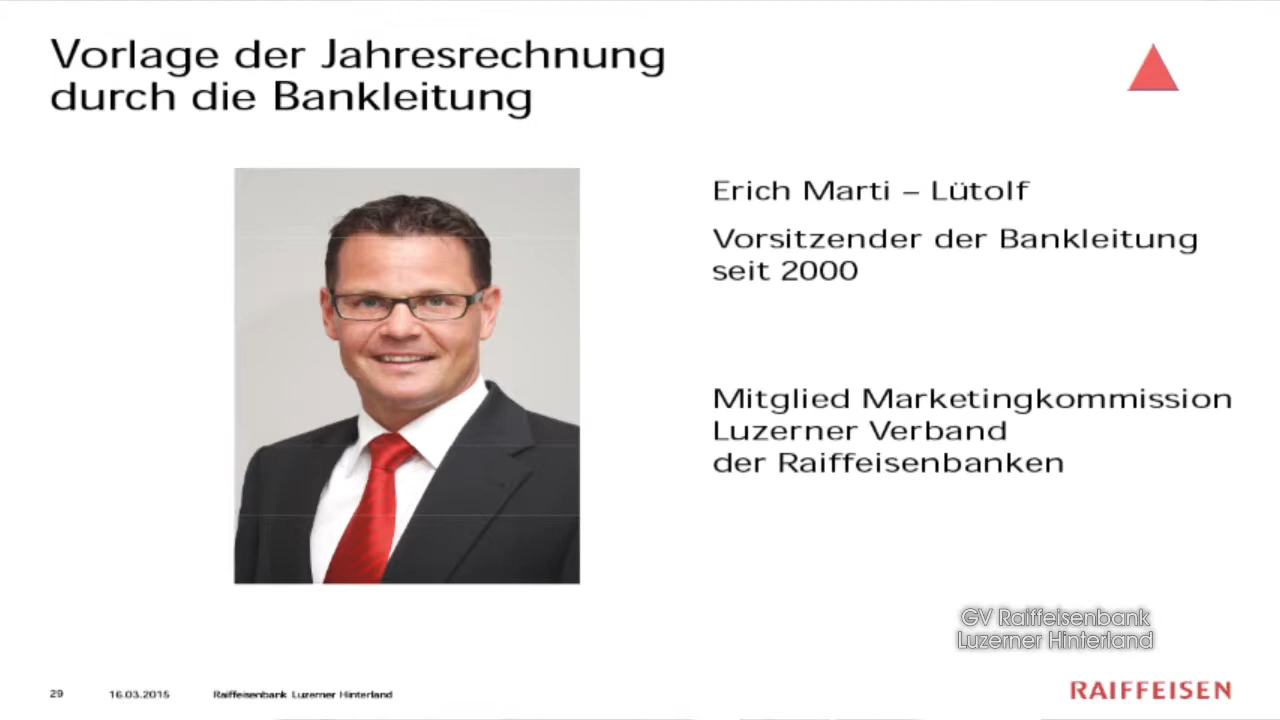 Vorlage der Jahresrechnung
durch die Bankleitung
Erich Marti – Lütolf
Vorsitzender der Bankleitung
seit 2000
Mitglied Marketingkommission
Luzerner Verband
der Raiffeisenbanken
GV Raiffeisenbank
Luzerner Hinterland
29 16.03.2015 Raiffeisenbank Luzerner Hinterland
RAIFFEISEN